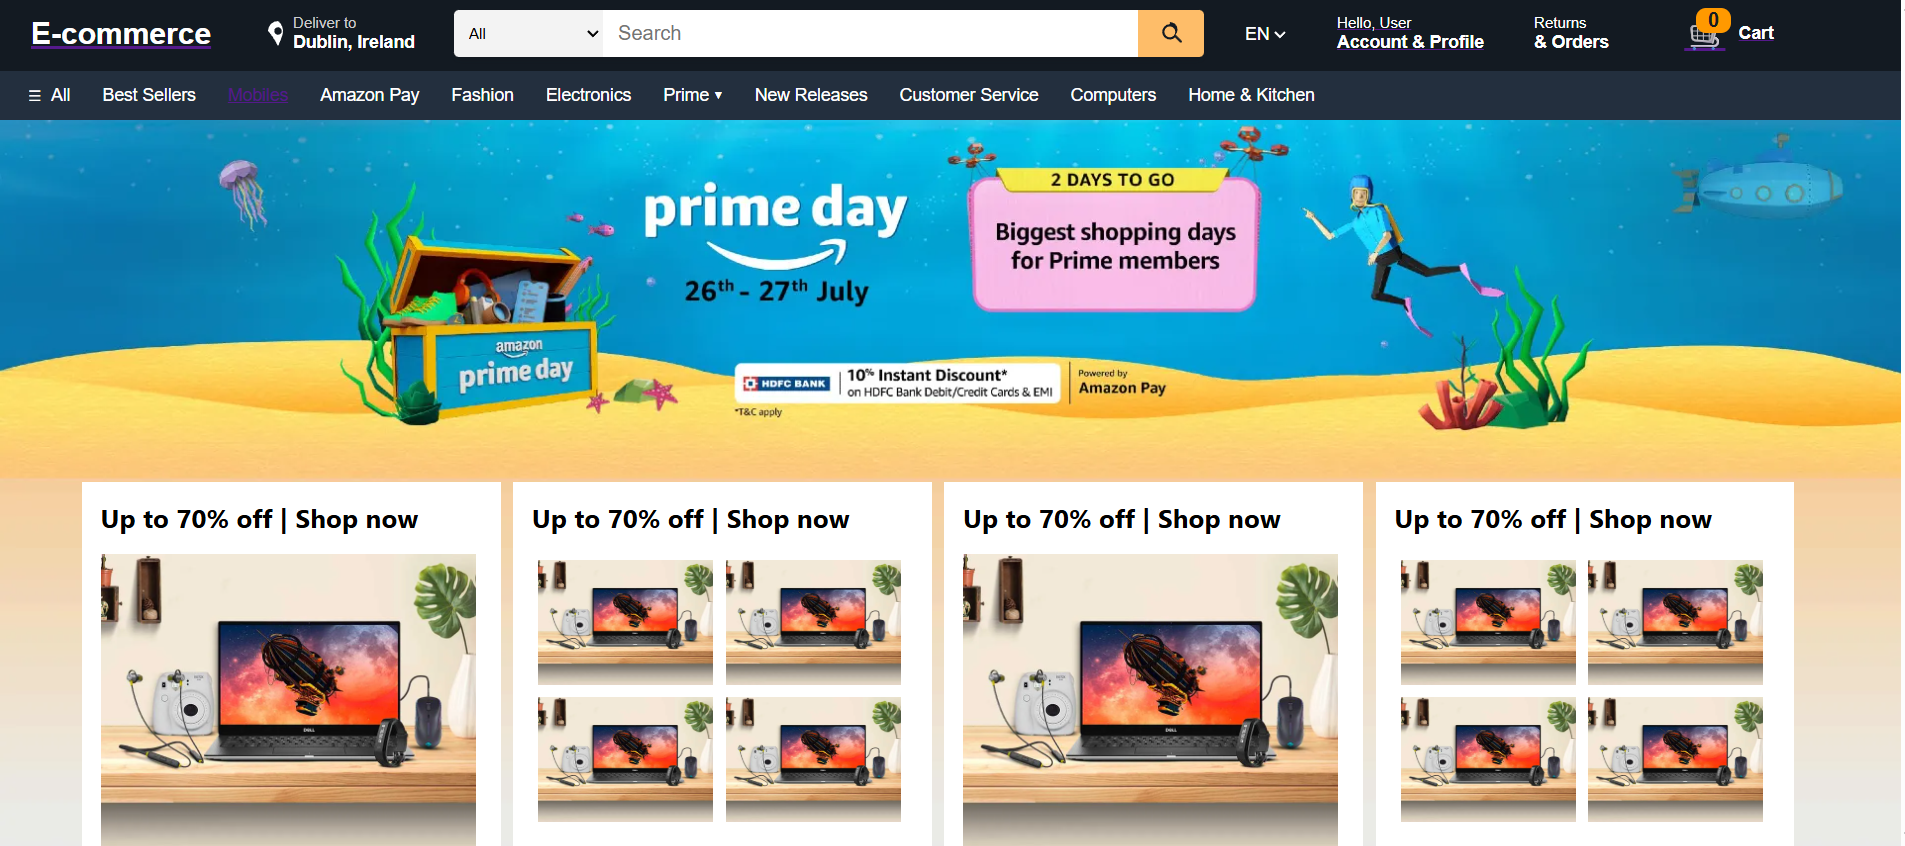 E-commerce
Deliver to
Dublin, Ireland
All
Search
EN
Hello, User
Account & Profile
Returns
& Orders
0
Cart
☰ All
Best Sellers
Mobiles
Amazon Pay
Fashion
Electronics
Prime ▾
New Releases
Customer Service
Computers
Home & Kitchen
prime day
26th - 27th July
2 DAYS TO GO
Biggest shopping days
for Prime members
amazon
prime day
HDFC BANK
10% Instant Discount*
on HDFC Bank Debit/Credit Cards & EMI
Powered by
Amazon Pay
*T&C apply
Up to 70% off | Shop now
Up to 70% off | Shop now
Up to 70% off | Shop now
Up to 70% off | Shop now
DELL
DELL